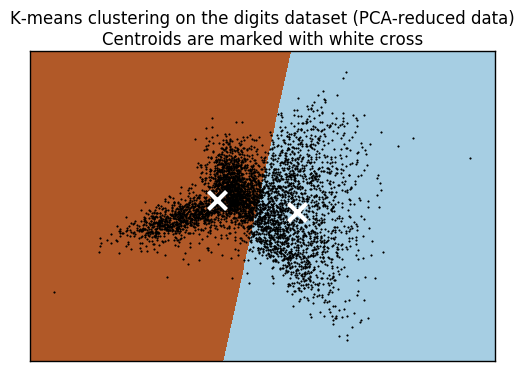 K-means clustering on the digits dataset (PCA-reduced data)
Centroids are marked with white cross